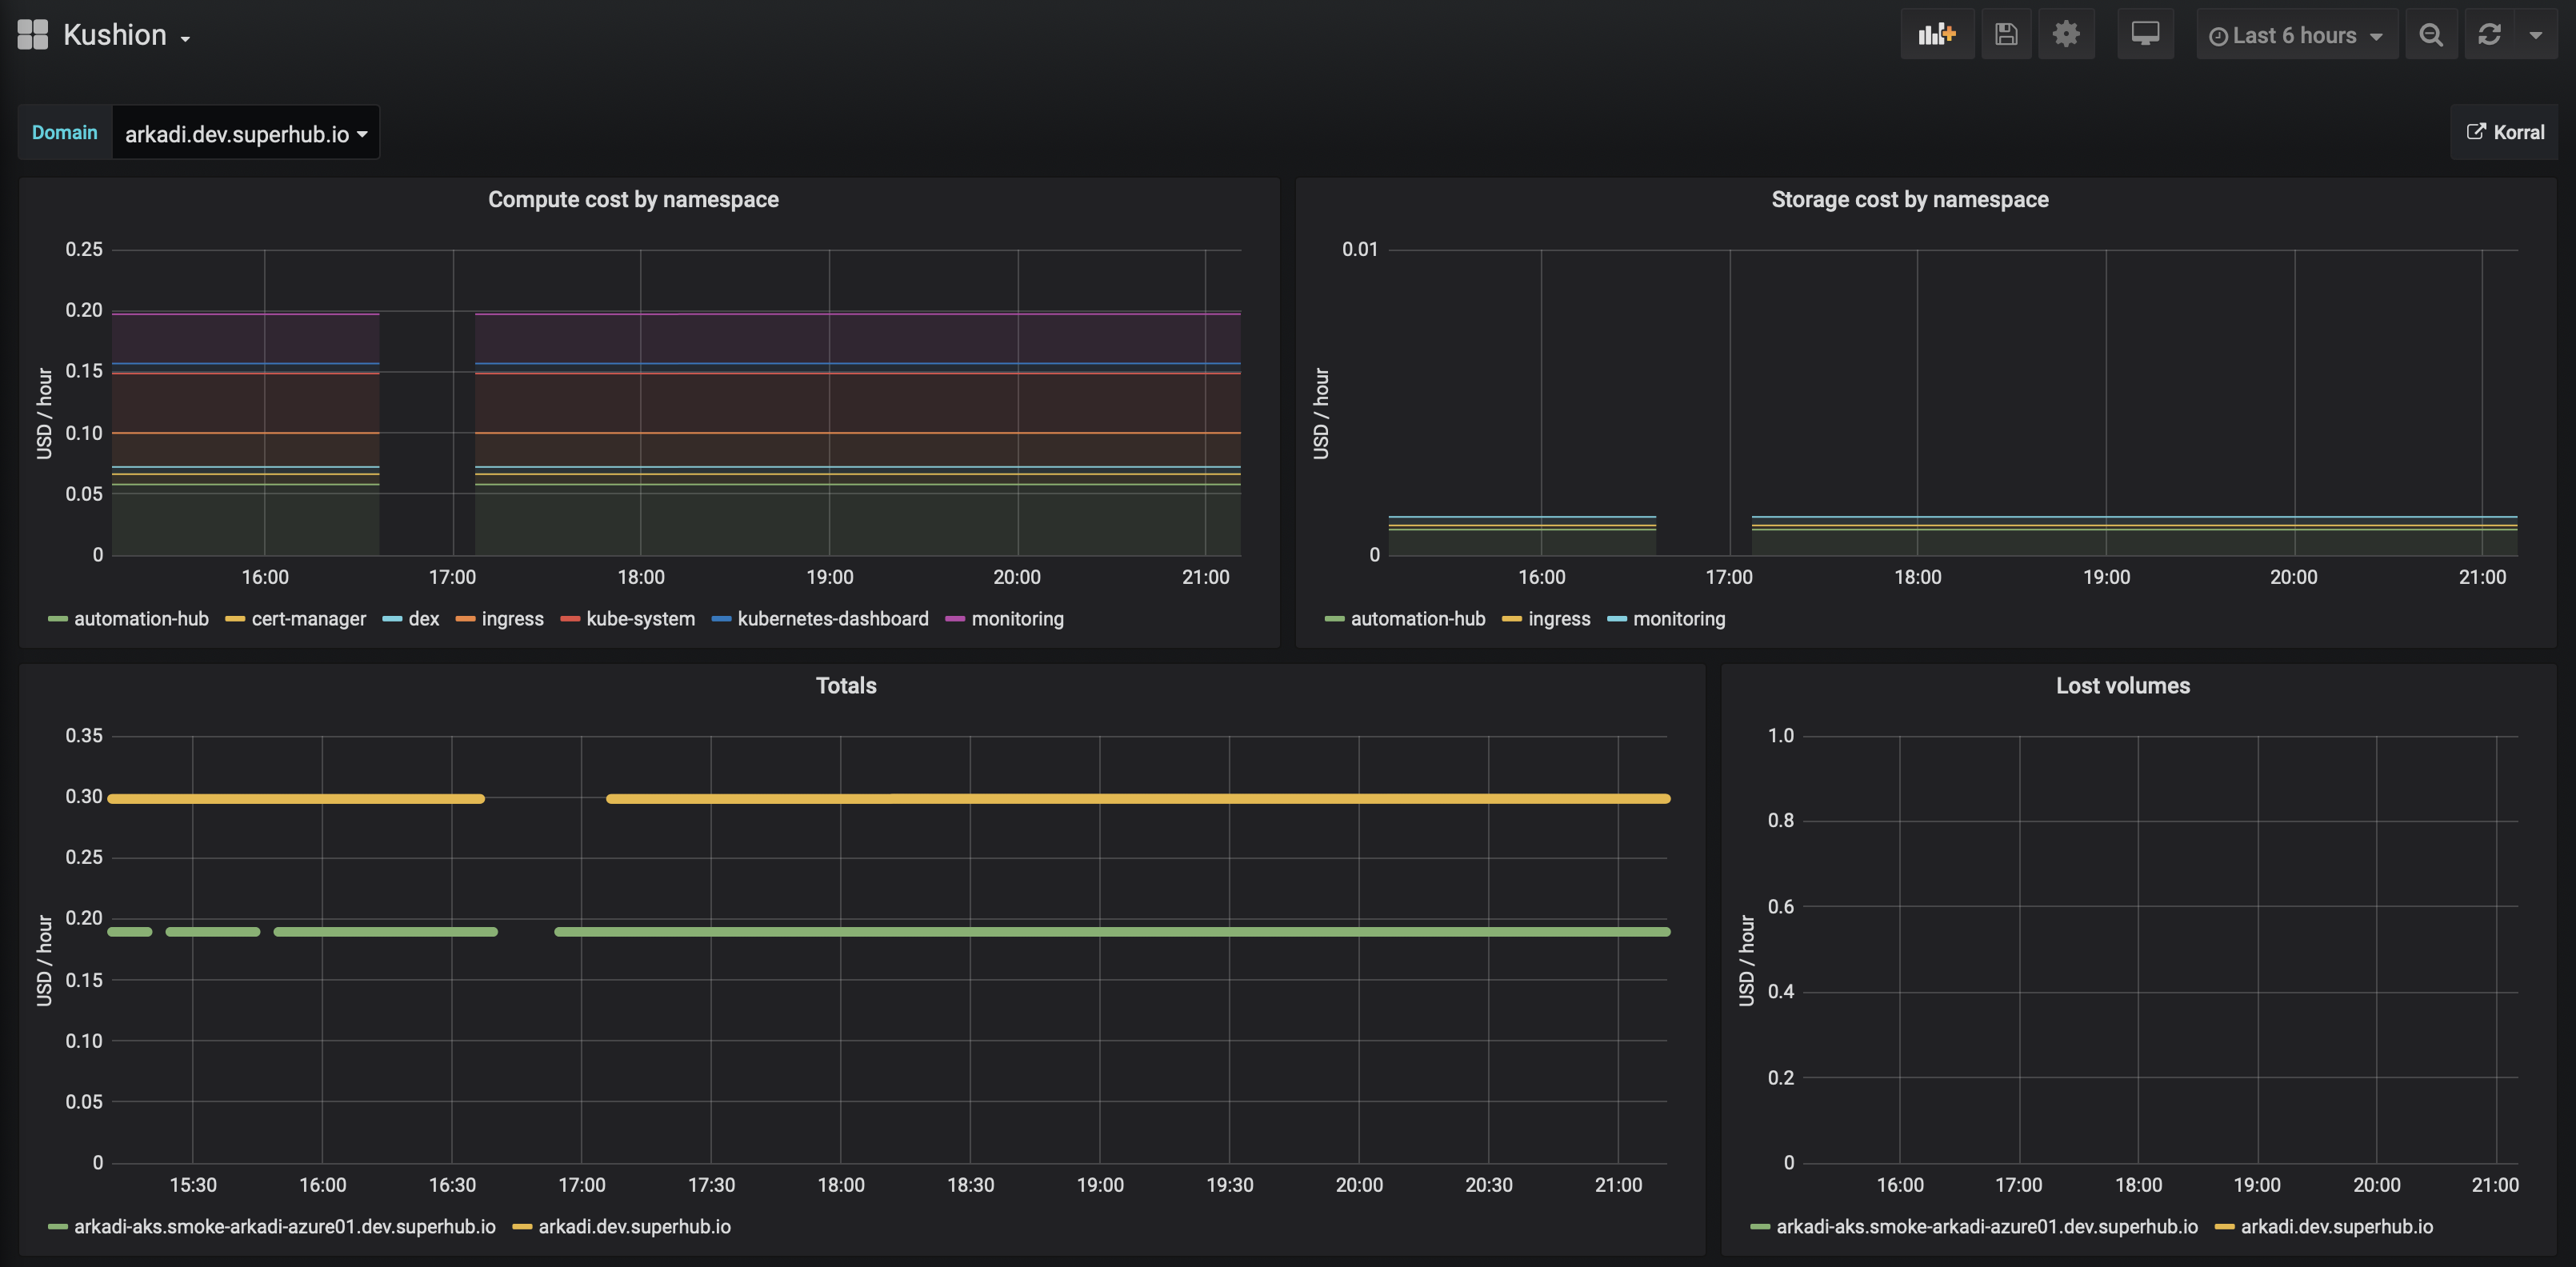 Kushion
Last 6 hours
Domain arkadi.dev.superhub.io
Korral
Compute cost by namespace
USD / hour
0.25
0.20
0.15
0.10
0.05
0
16:00 17:00 18:00 19:00 20:00 21:00
automation-hub cert-manager dex ingress kube-system kubernetes-dashboard monitoring
Storage cost by namespace
USD / hour
0.01
0
16:00 17:00 18:00 19:00 20:00 21:00
automation-hub ingress monitoring
Totals
USD / hour
0.35
0.30
0.25
0.20
0.15
0.10
0.05
0
15:30 16:00 16:30 17:00 17:30 18:00 18:30 19:00 19:30 20:00 20:30 21:00
arkadi-aks.smoke-arkadi-azure01.dev.superhub.io arkadi.dev.superhub.io
Lost volumes
USD / hour
1.0
0.8
0.6
0.4
0.2
0
16:00 17:00 18:00 19:00 20:00 21:00
arkadi-aks.smoke-arkadi-azure01.dev.superhub.io arkadi.dev.superhub.io